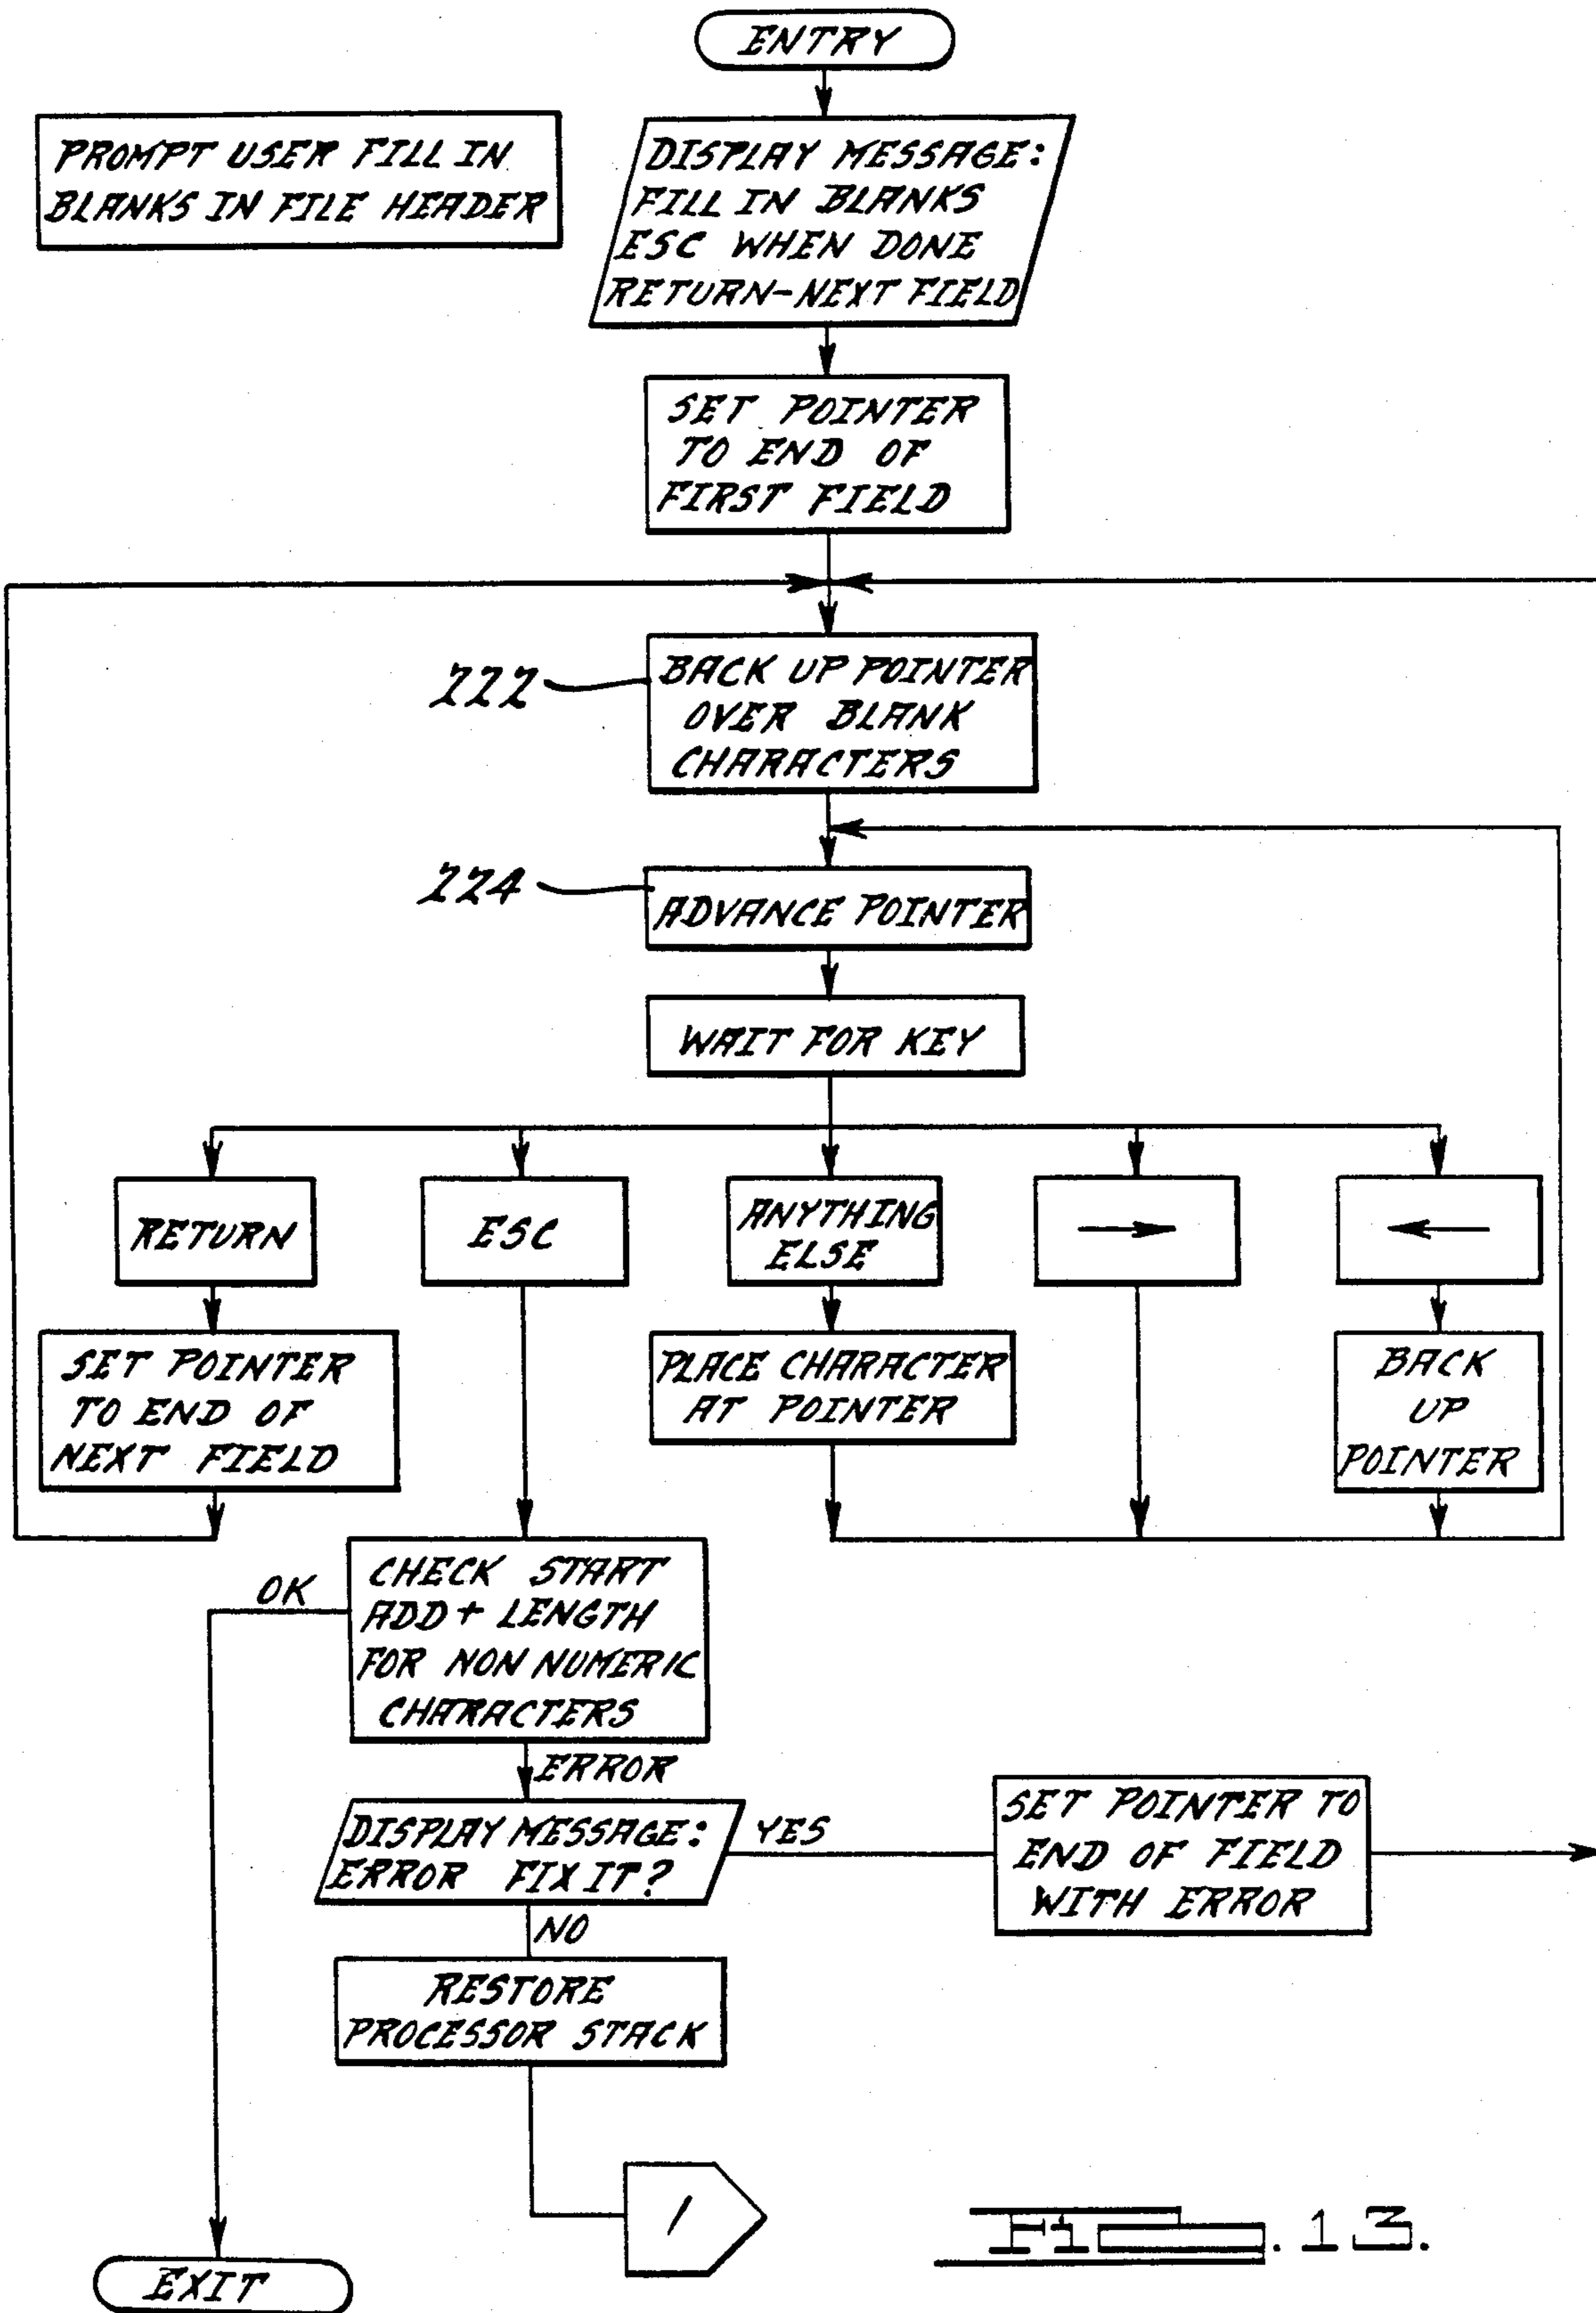 ENTRY
PROMPT USER FILL IN
BLANKS IN FILE HEADER
DISPLAY MESSAGE:
FILL IN BLANKS
ESC WHEN DONE
RETURN-NEXT FIELD
SET POINTER
TO END OF
FIRST FIELD
222
BACK UP POINTER
OVER BLANK
CHARACTERS
224
ADVANCE POINTER
WAIT FOR KEY
RETURN
ESC
ANYTHING
ELSE
→
←
SET POINTER
TO END OF
NEXT FIELD
PLACE CHARACTER
AT POINTER
BACK
UP
POINTER
OK
CHECK START
ADD + LENGTH
FOR NON NUMERIC
CHARACTERS
ERROR
DISPLAY MESSAGE:
ERROR FIX IT?
YES
SET POINTER TO
END OF FIELD
WITH ERROR
NO
RESTORE
PROCESSOR STACK
1
EXIT
Fig. 13.